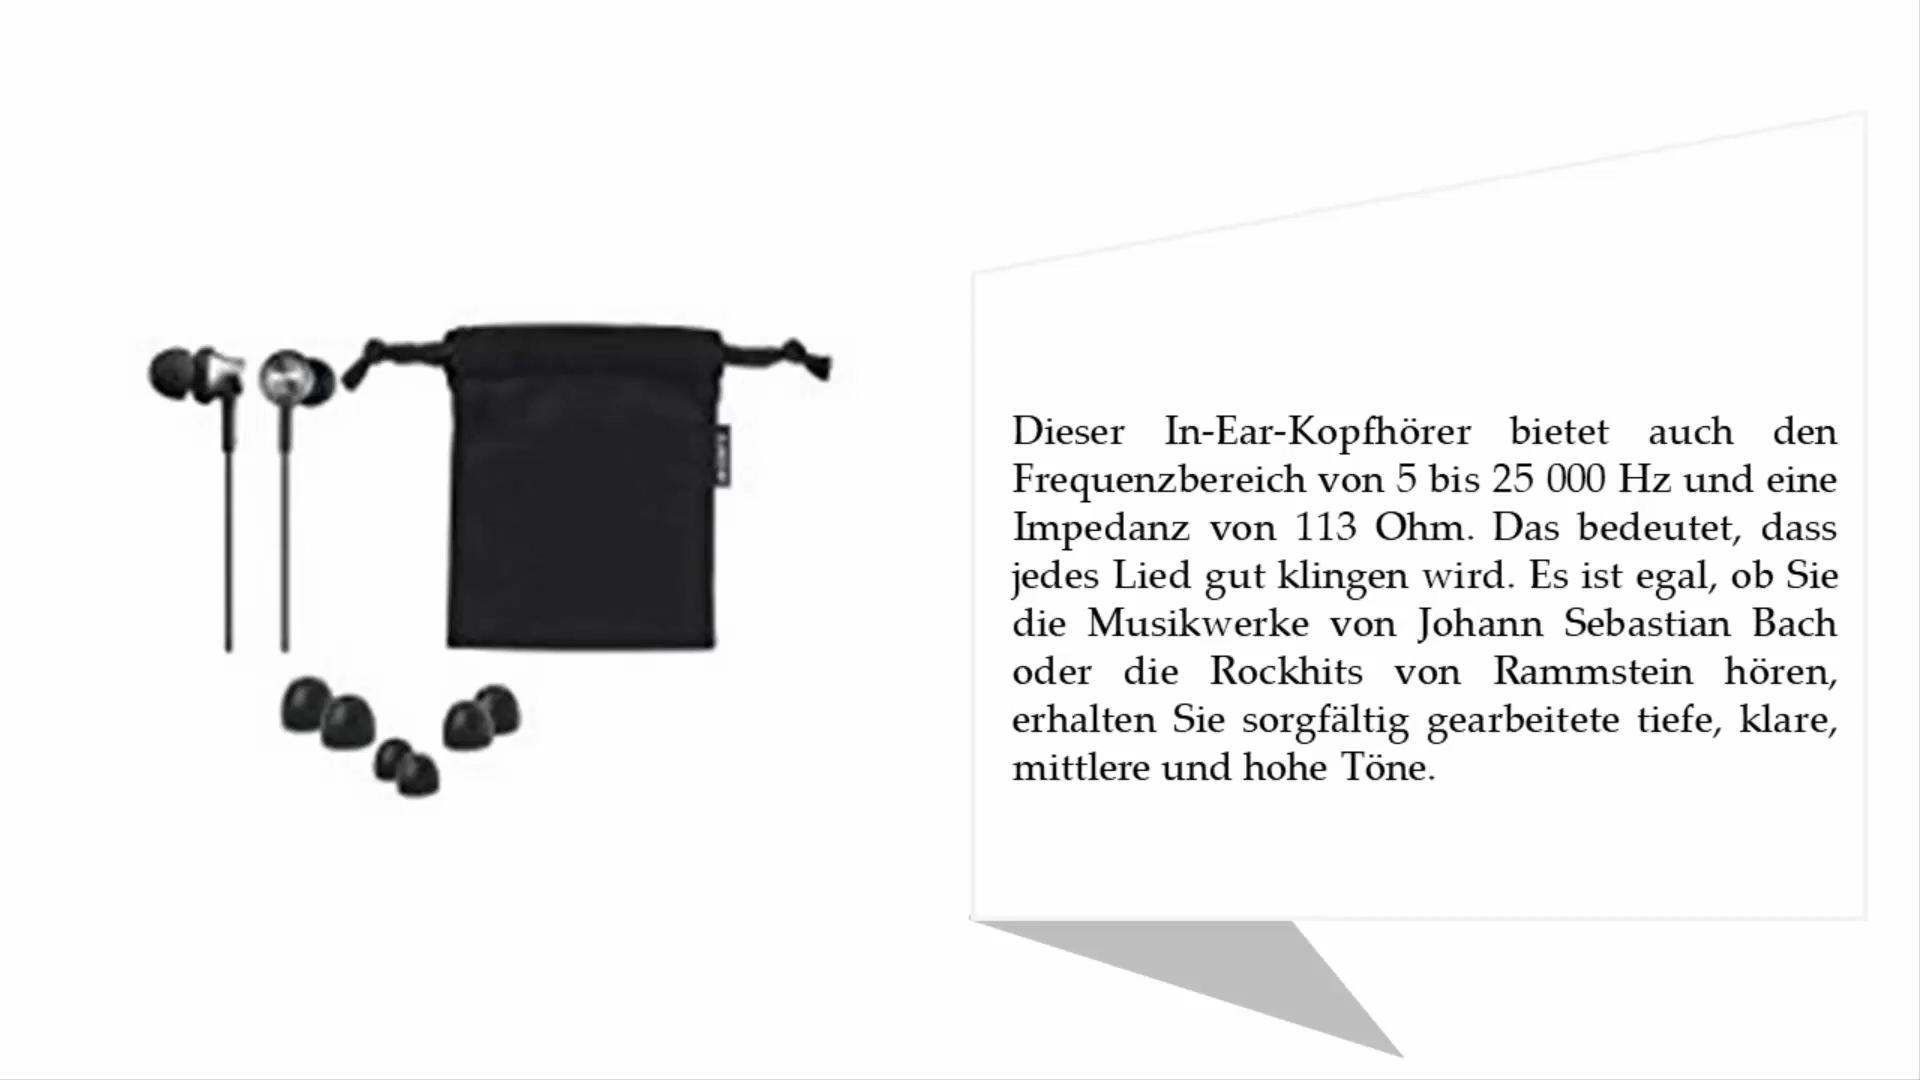 Dieser In-Ear-Kopfhörer bietet auch den
Frequenzbereich von 5 bis 25 000 Hz und eine
Impedanz von 113 Ohm. Das bedeutet, dass
jedes Lied gut klingen wird. Es ist egal, ob Sie
die Musikwerke von Johann Sebastian Bach
oder die Rockhits von Rammstein hören,
erhalten Sie sorgfältig gearbeitete tiefe, klare,
mittlere und hohe Töne.